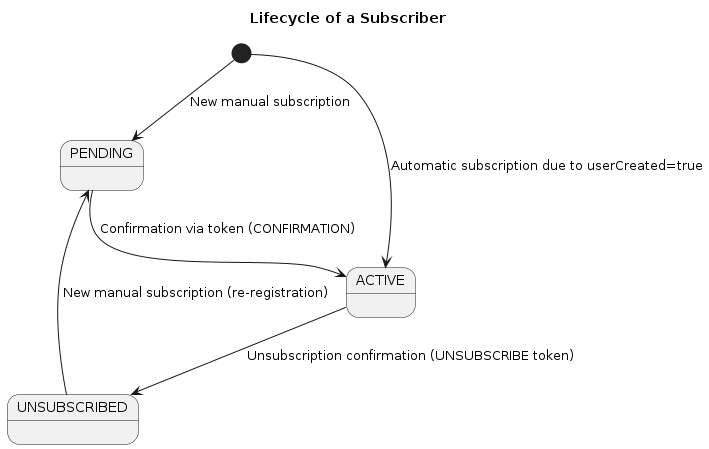 Lifecycle of a Subscriber
New manual subscription
PENDING
Automatic subscription due to userCreated=true
Confirmation via token (CONFIRMATION)
ACTIVE
New manual subscription (re-registration)
Unsubscription confirmation (UNSUBSCRIBE token)
UNSUBSCRIBED